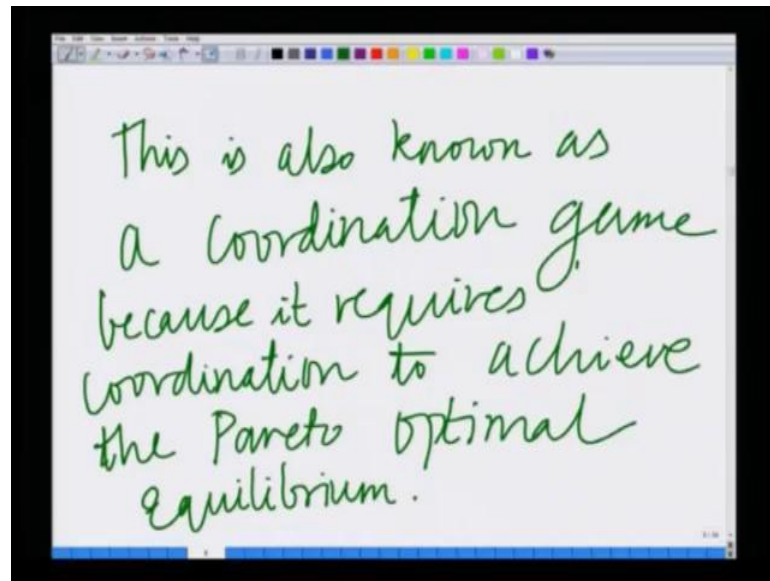 This is also known as
a coordination game
because it requires
coordination to achieve
the Pareto optimal
Equilibrium.